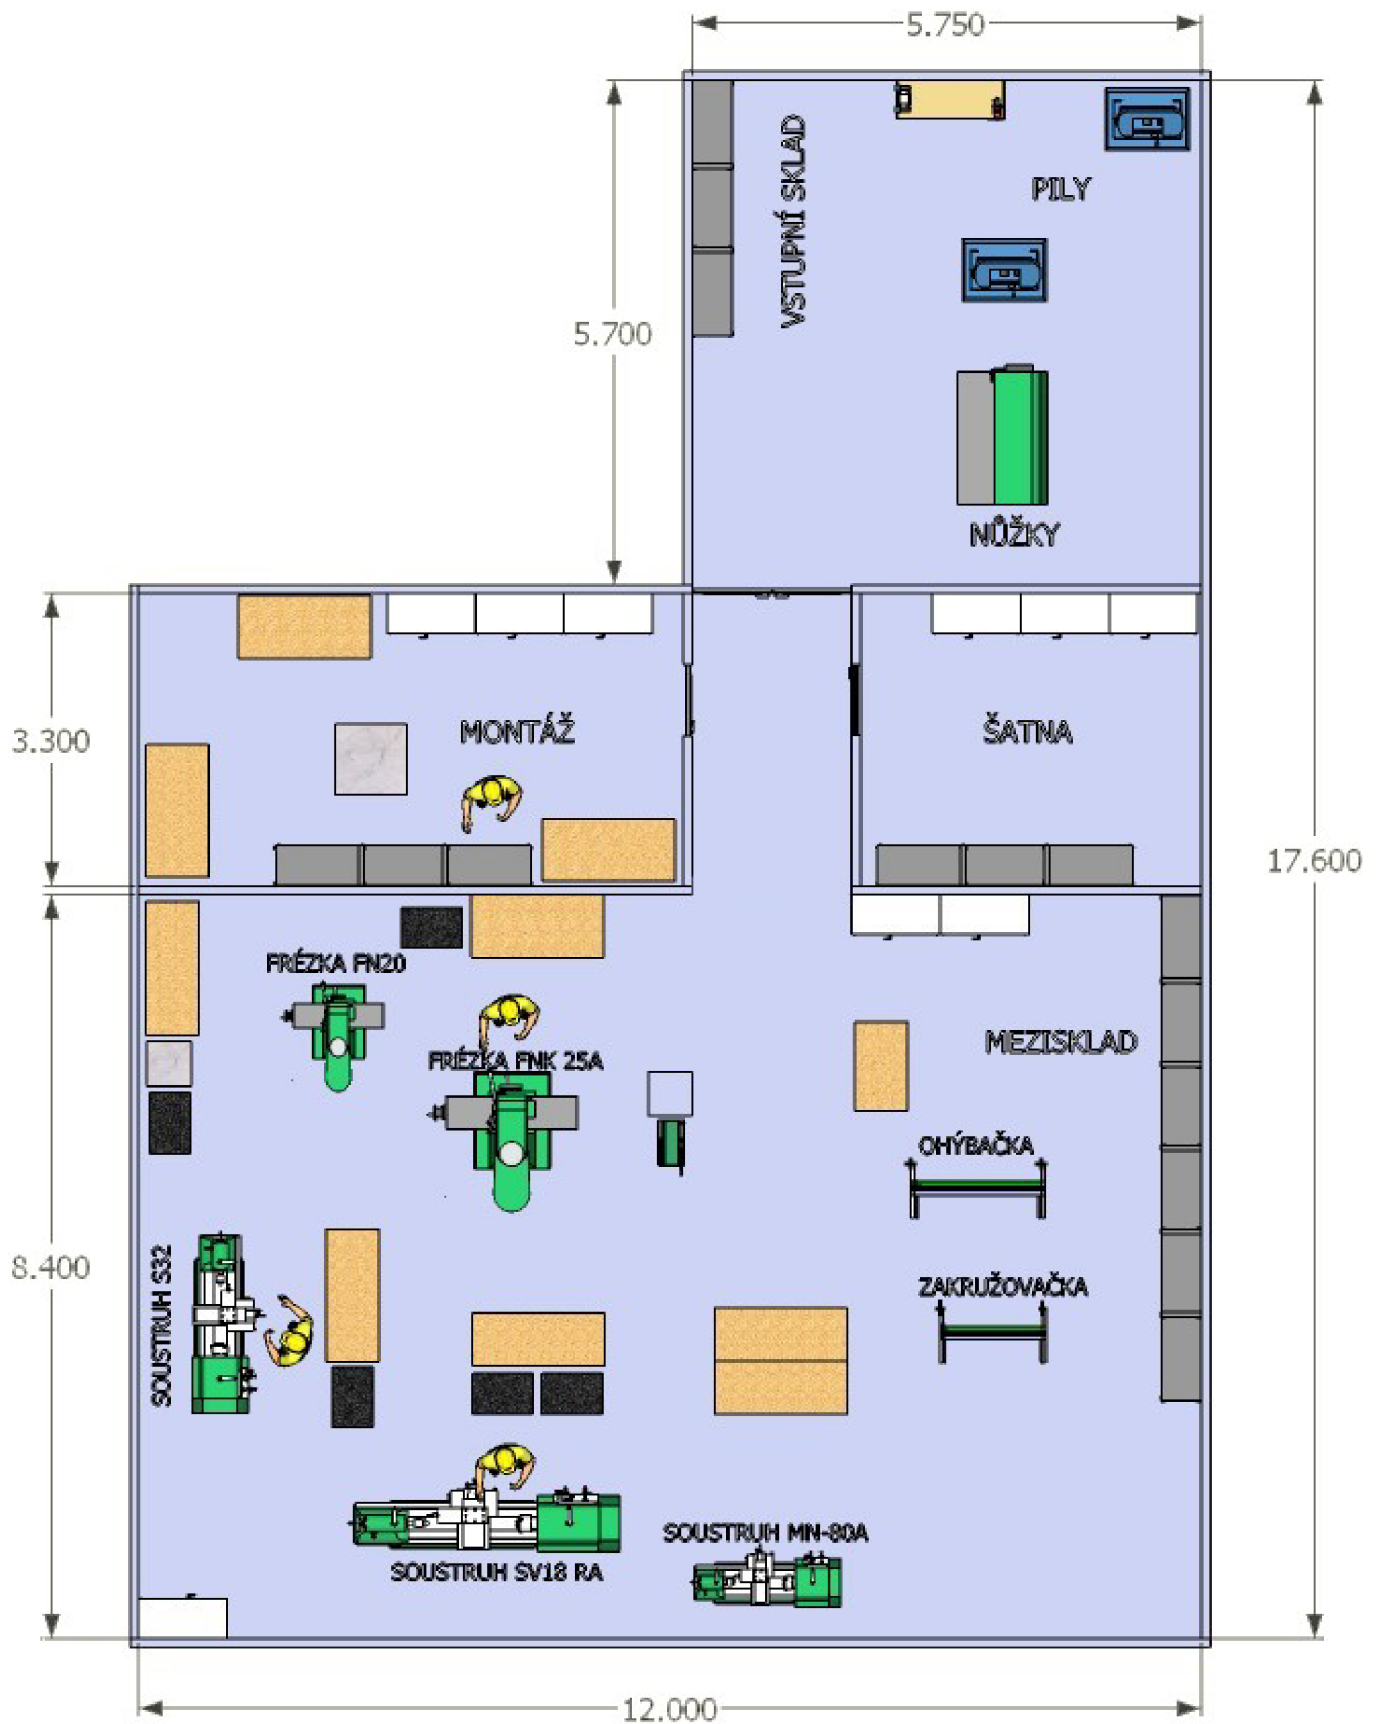 5.750
VSTUPNÍ SKLAD
PILY
5.700
NŮŽKY
3.300
MONTÁŽ
ŠATNA
17.600
FRÉZKA FN20
MEZISKLAD
FRÉZKA FNK 25A
OHÝBAČKA
8.400
SOUSTRUH S32
ZAKRUŽOVAČKA
SOUSTRUH MN-80A
SOUSTRUH SV18 RA
12.000